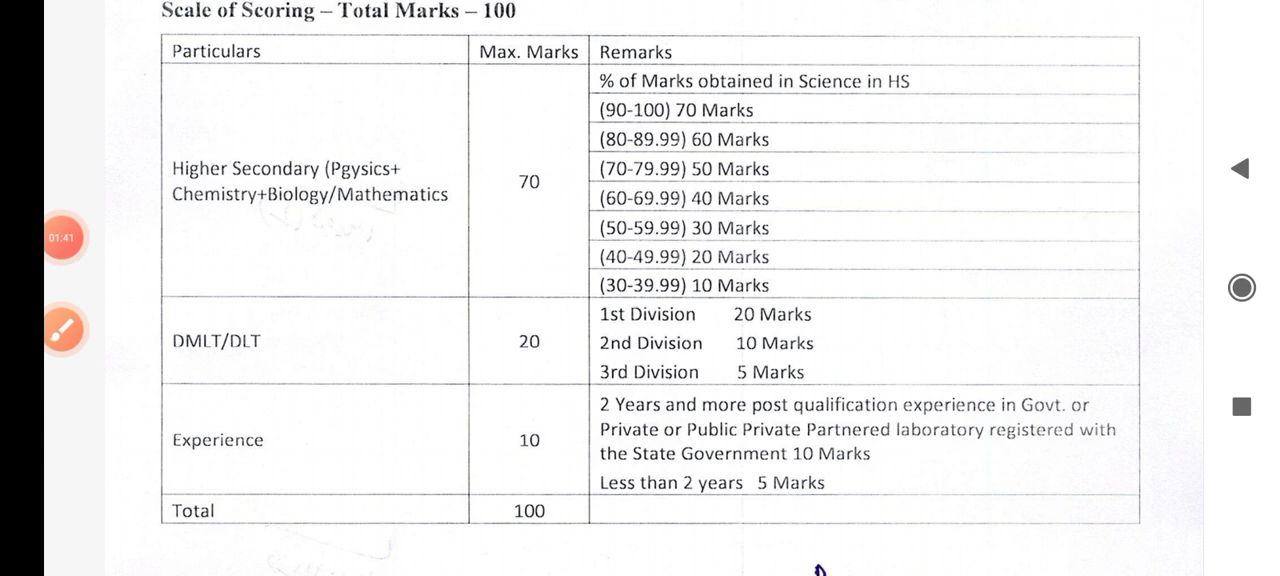 Scale of Scoring – Total Marks – 100
Particulars Max. Marks Remarks
Higher Secondary (Pgysics+
Chemistry+Biology/Mathematics
70
% of Marks obtained in Science in HS
(90-100) 70 Marks
(80-89.99) 60 Marks
(70-79.99) 50 Marks
(60-69.99) 40 Marks
(50-59.99) 30 Marks
(40-49.99) 20 Marks
(30-39.99) 10 Marks
DMLT/DLT
20
1st Division 20 Marks
2nd Division 10 Marks
3rd Division 5 Marks
Experience
10
2 Years and more post qualification experience in Govt. or
Private or Public Private Partnered laboratory registered with
the State Government 10 Marks
Less than 2 years 5 Marks
Total 100
01:41